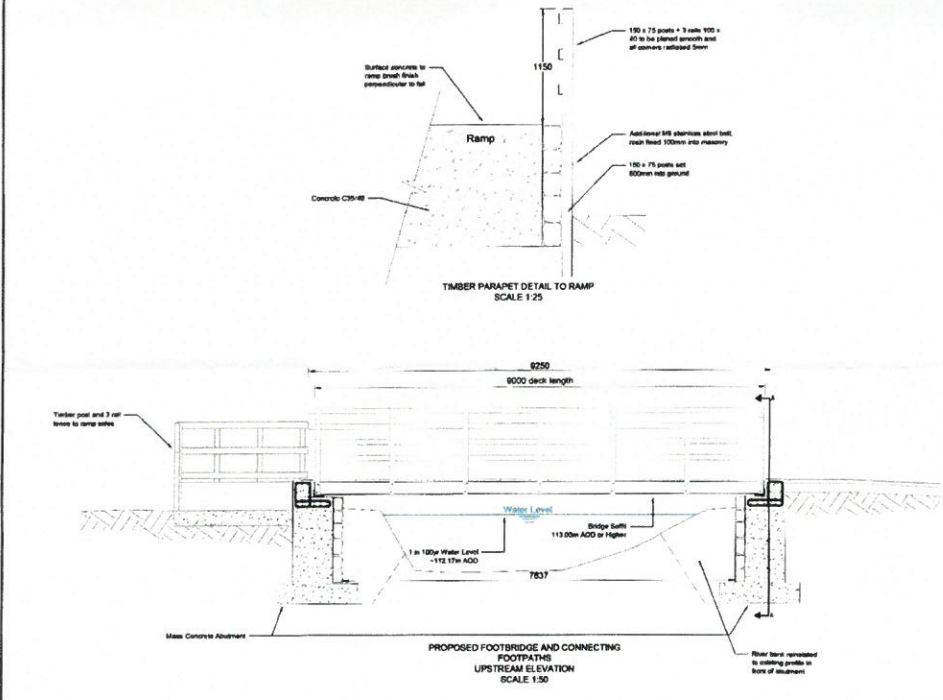 150 x 75 posts + 3 rails 100 x
40 to be planed smooth and
all corners radiused 5mm
1150
Surface concrete to
ramp brush finish
perpendicular to fall
Ramp
Additional M8 stainless steel bolt,
resin fixed 100mm into masonry
150 x 75 posts set
600mm into ground
Concrete C35/45
TIMBER PARAPET DETAIL TO RAMP
SCALE 1:25
9250
9000 deck length
Timber post and 3 rail
fence to ramp sides
A
Water Level
Bridge Soffit
113.00m AOD or Higher
1 in 100yr Water Level
~112.17m AOD
7637
A
Mass Concrete Abutment
PROPOSED FOOTBRIDGE AND CONNECTING
FOOTPATHS
UPSTREAM ELEVATION
SCALE 1:50
River bank reinstated
to existing profile in
front of abutment